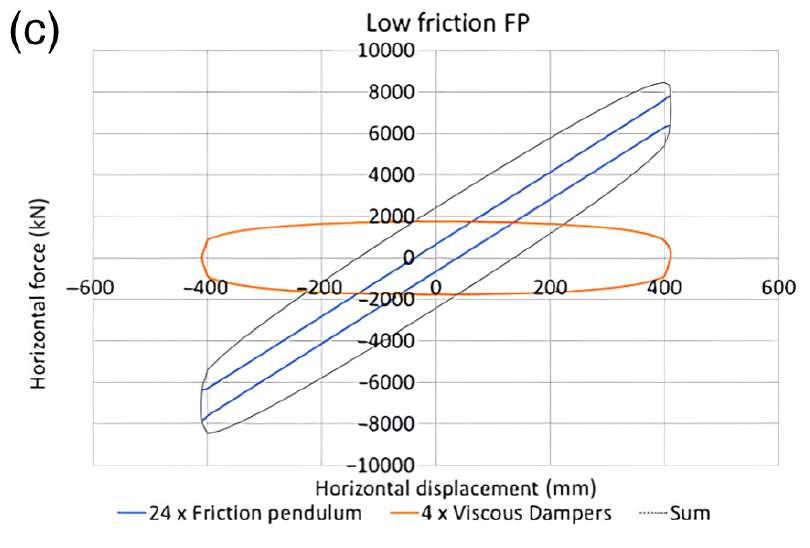 (c)
Low friction FP
10000
8000
6000
4000
2000
0
−600 −400 −200 0 200 400 600
−2000
−4000
−6000
−8000
−10000
Horizontal force (kN)
Horizontal displacement (mm)
24 x Friction pendulum 4 x Viscous Dampers Sum